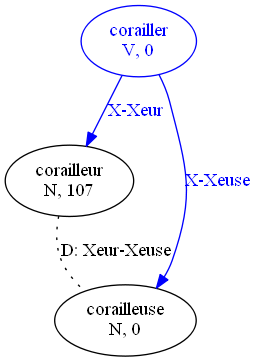 corailler
V, 0
X-Xeur
corailleur
N, 107
X-Xeuse
D: Xeur-Xeuse
corailleuse
N, 0